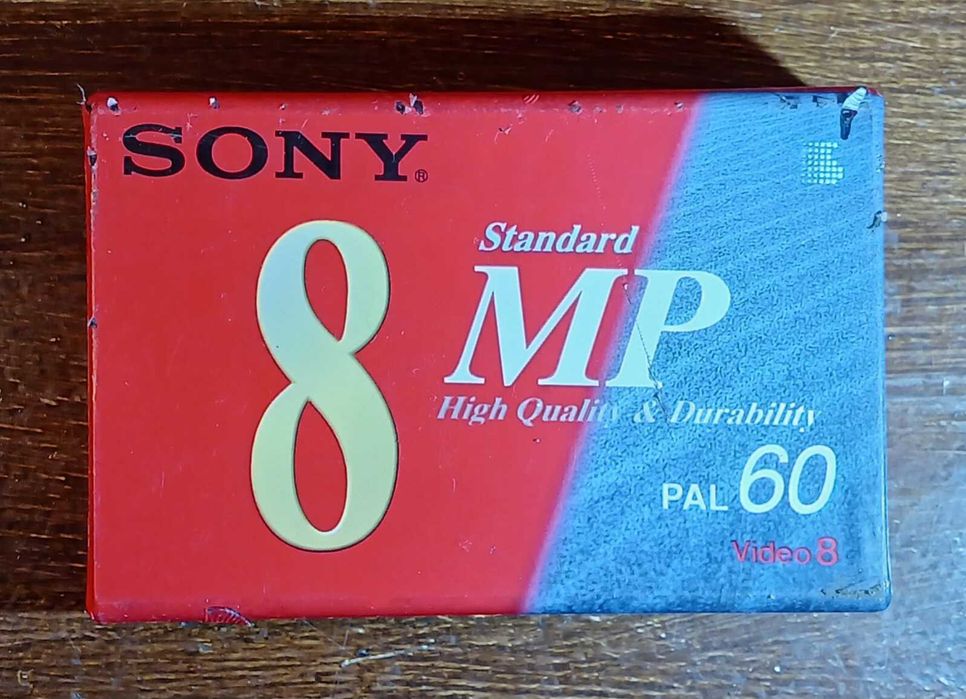 SONY®
8
Standard
MP
High Quality & Durability
PAL 60
Video 8